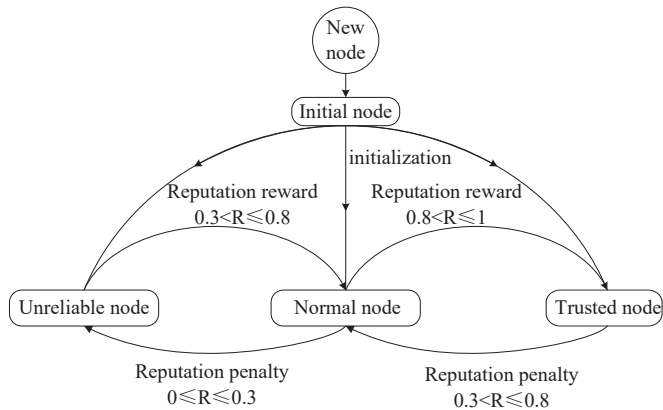 New
node
Initial node
initialization
Reputation reward
0.3<R≤0.8
Reputation reward
0.8<R≤1
Unreliable node
Normal node
Trusted node
Reputation penalty
0≤R≤0.3
Reputation penalty
0.3<R≤0.8